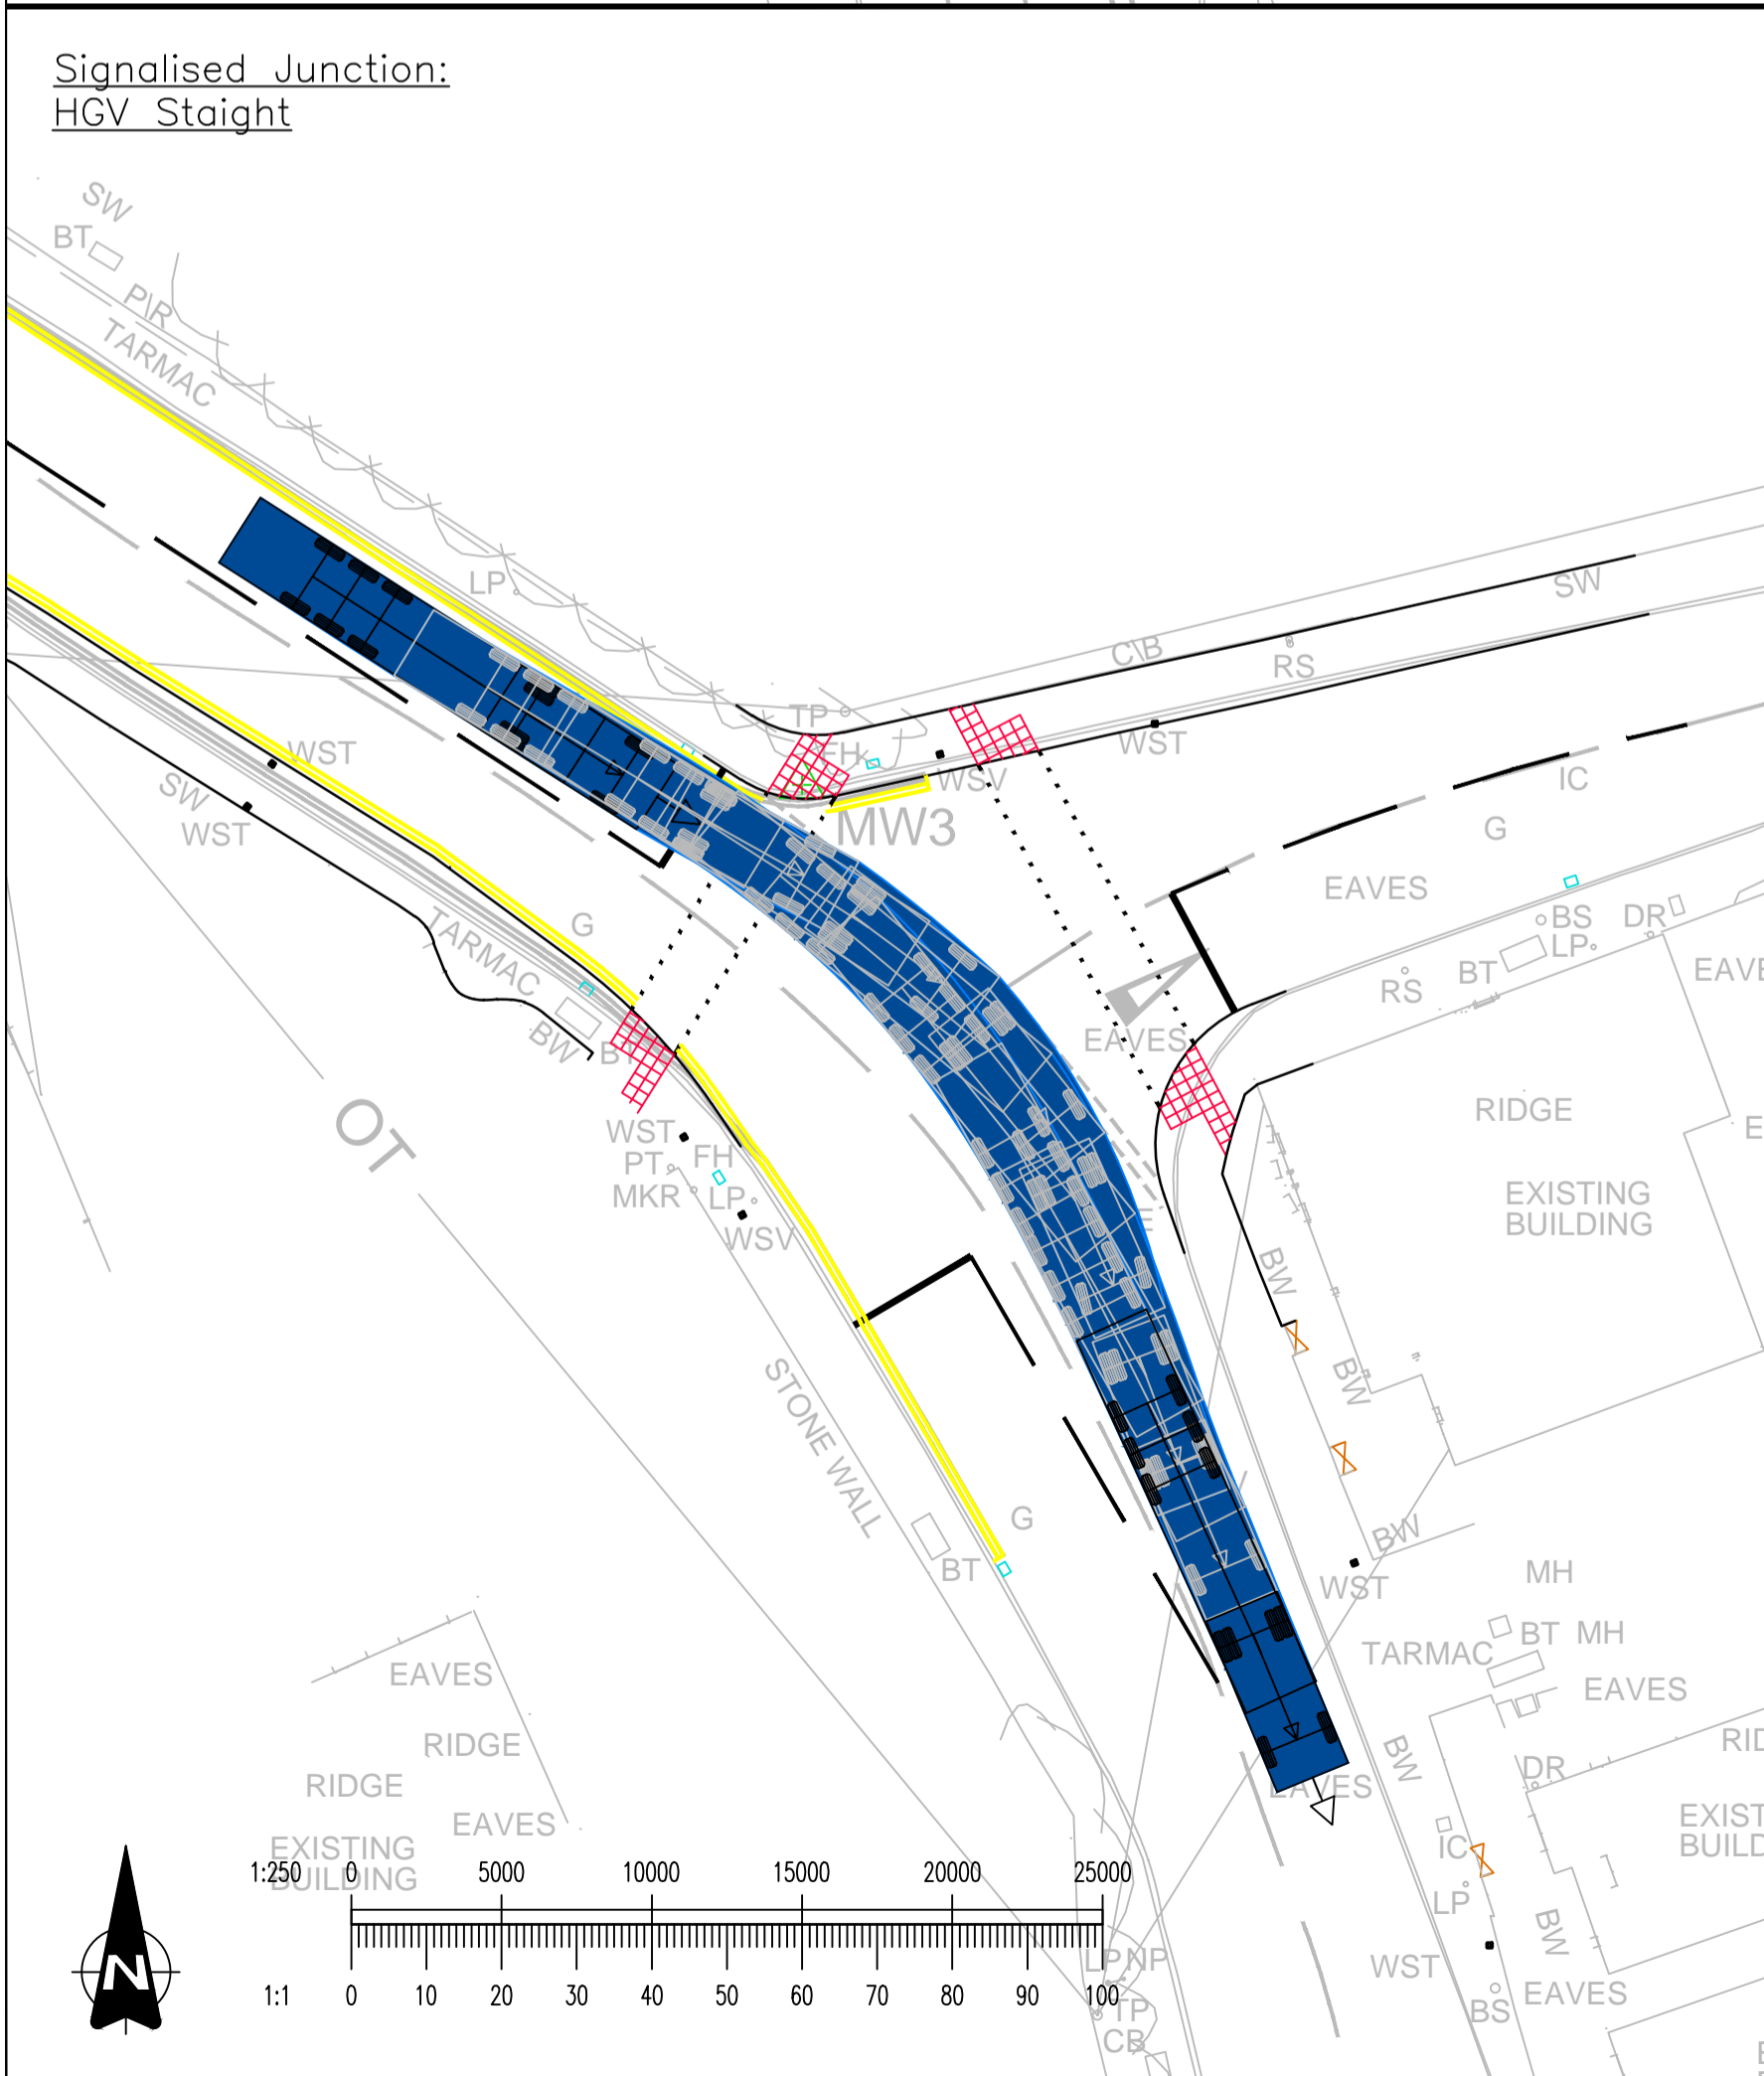 Signalised Junction:
HGV Staight
SW
BT
P\R
TARMAC
LP
SW
C\B
RS
TP
FH
WSV
WST
MW3
IC
G
WST
SW
WST
EAVES
BS
DR
LP
BT
RS
EAVE
G
TARMAC
EAVES
BW
OT
RIDGE
WST
FH
PT
MKR
LP
WSV
EXISTING
BUILDING
BW
BW
STONE WALL
G
BT
BW
WST
MH
BT
MH
TARMAC
EAVES
EAVES
RIDGE
RIDGE
EAVES
EXISTING
BUILDING
BW
RID
DR
EAVES
EXIST
BUILD
IC
LP
BW
WST
EAVES
BS
LP
NP
TP
CB
1:250 0 5000 10000 15000 20000 25000
1:1 0 10 20 30 40 50 60 70 80 90 100
N